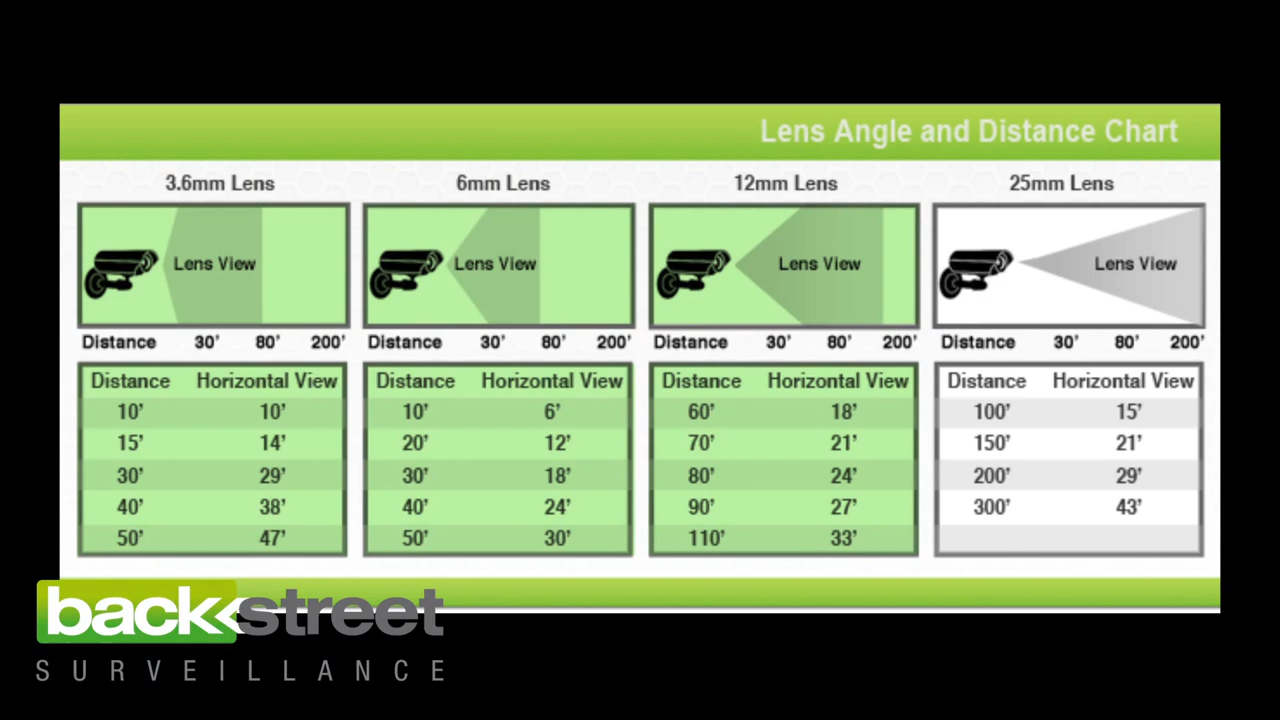 Lens Angle and Distance Chart
3.6mm Lens 6mm Lens 12mm Lens 25mm Lens
Lens View Lens View Lens View Lens View
Distance 30’ 80’ 200’ Distance 30’ 80’ 200’ Distance 30’ 80’ 200’ Distance 30’ 80’ 200’
Distance Horizontal View Distance Horizontal View Distance Horizontal View Distance Horizontal View
10’ 10’ 10’ 6’ 60’ 18’ 100’ 15’
15’ 14’ 20’ 12’ 70’ 21’ 150’ 21’
30’ 29’ 30’ 18’ 80’ 24’ 200’ 29’
40’ 38’ 40’ 24’ 90’ 27’ 300’ 43’
50’ 47’ 50’ 30’ 110’ 33’
backstreet
SURVEILLANCE